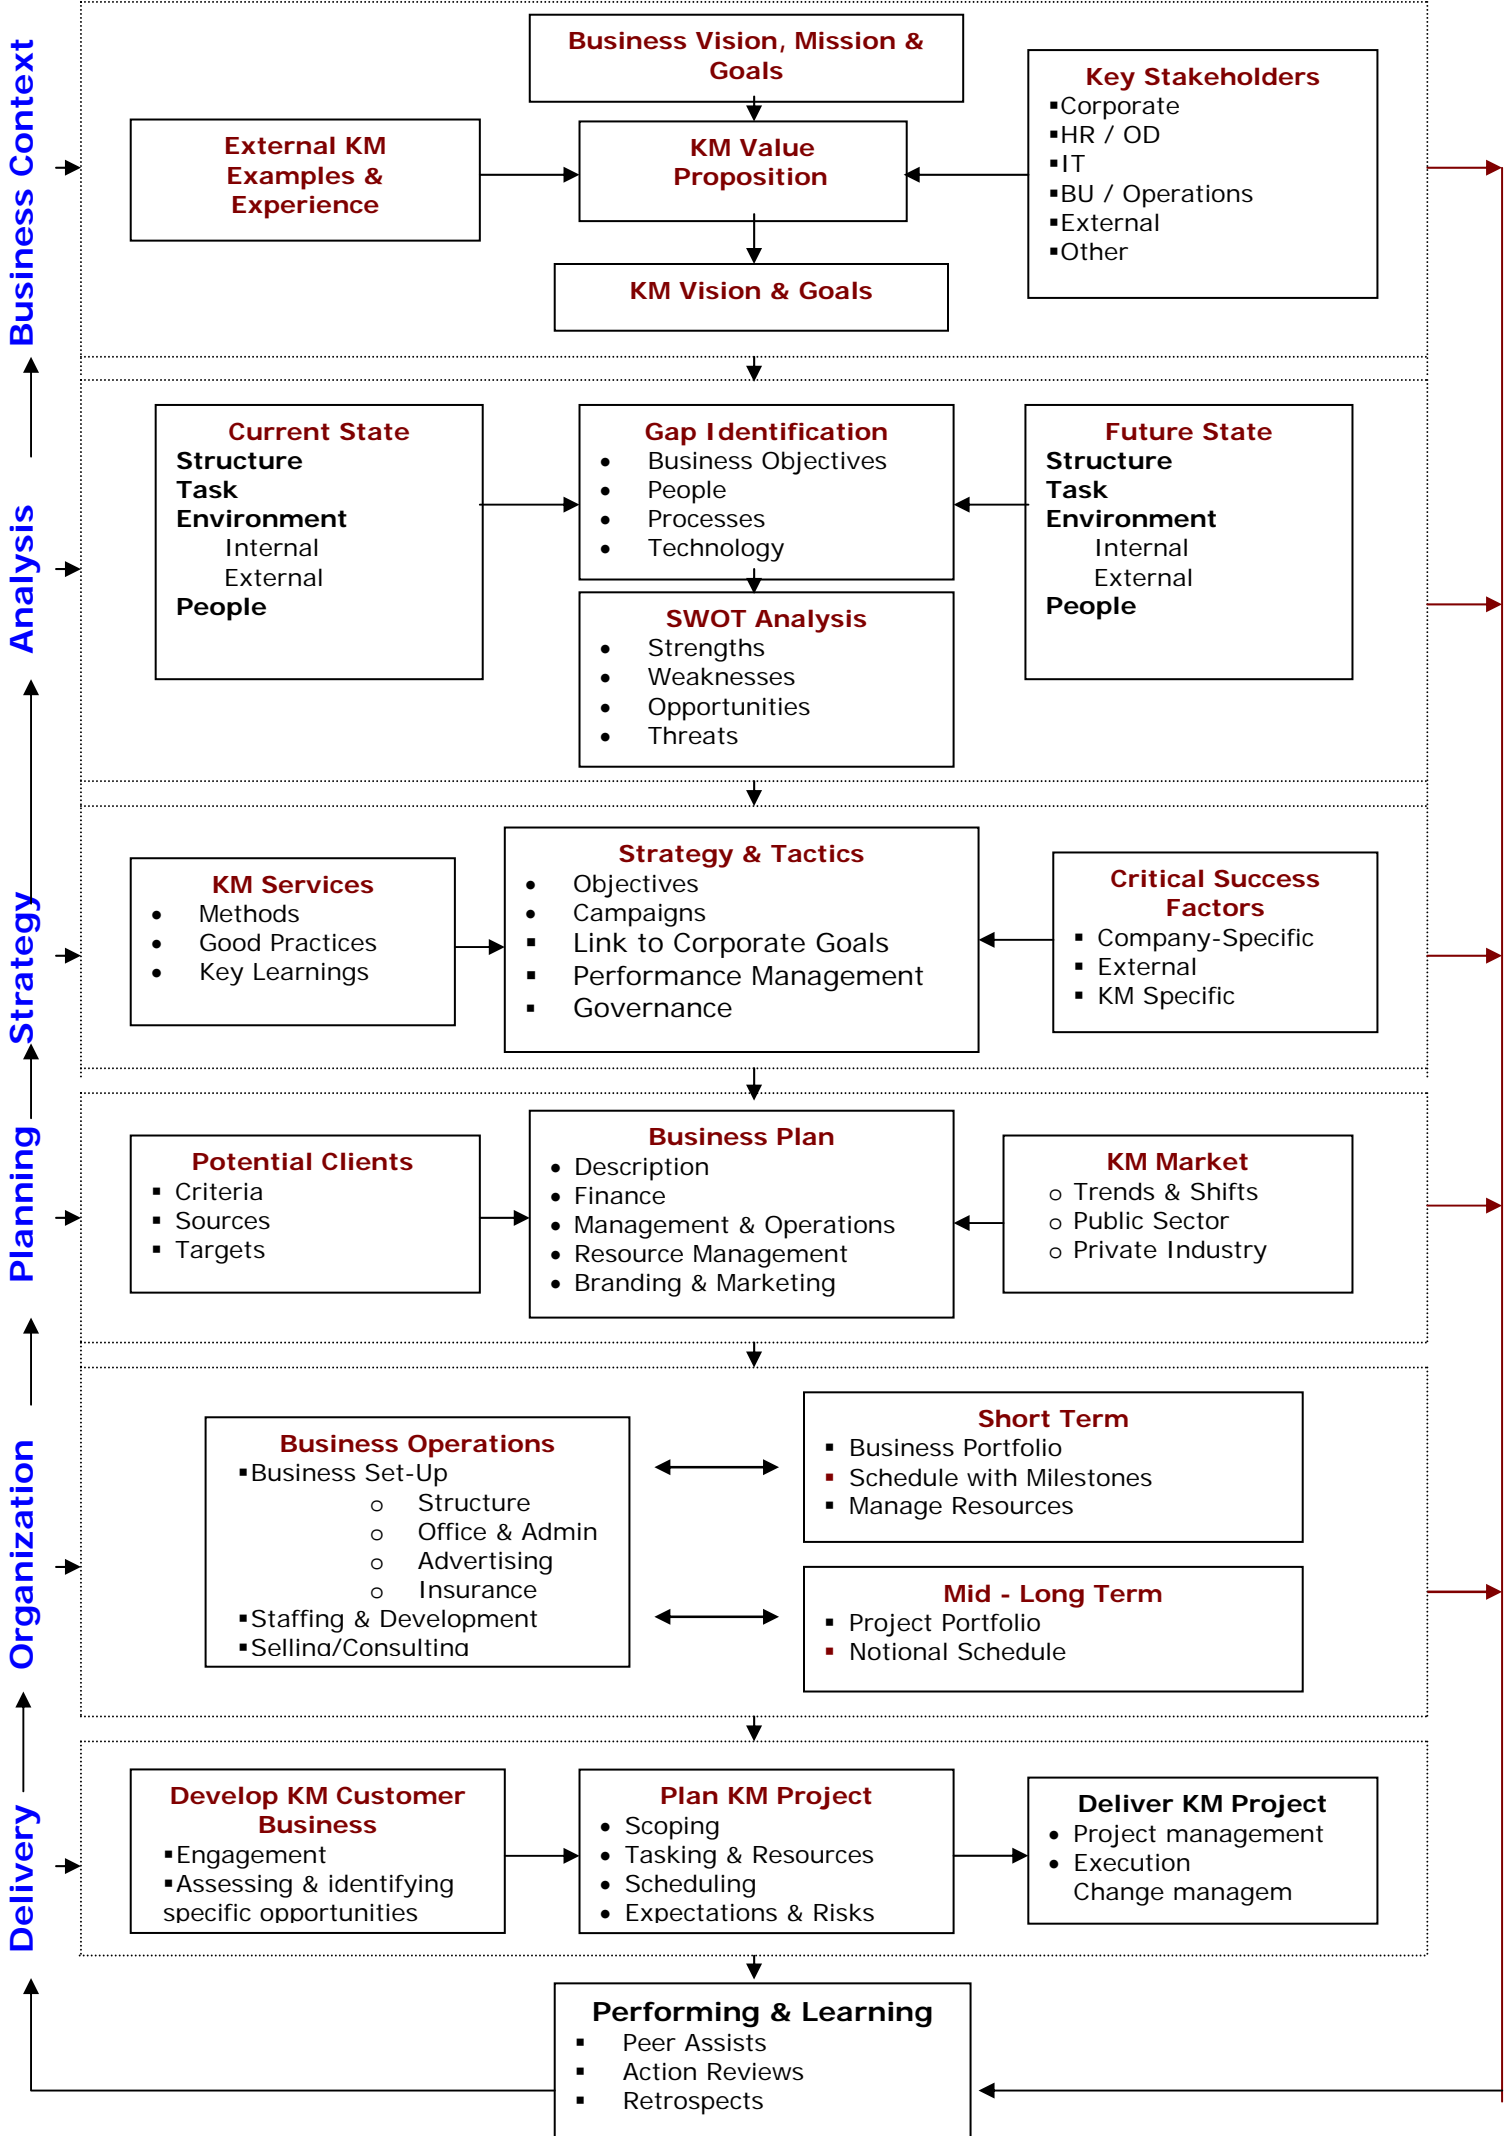 Business Context
Business Vision, Mission &
Goals
External KM
Examples &
Experience
KM Value
Proposition
Key Stakeholders
▪Corporate
▪HR / OD
▪IT
▪BU / Operations
▪External
▪Other
KM Vision & Goals
Analysis
Current State
Structure
Task
Environment
Internal
External
People
Gap Identification
• Business Objectives
• People
• Processes
• Technology
SWOT Analysis
• Strengths
• Weaknesses
• Opportunities
• Threats
Future State
Structure
Task
Environment
Internal
External
People
Strategy
KM Services
• Methods
• Good Practices
• Key Learnings
Strategy & Tactics
• Objectives
• Campaigns
▪ Link to Corporate Goals
▪ Performance Management
▪ Governance
Critical Success
Factors
▪ Company-Specific
▪ External
▪ KM Specific
Planning
Potential Clients
▪ Criteria
▪ Sources
▪ Targets
Business Plan
• Description
• Finance
• Management & Operations
• Resource Management
• Branding & Marketing
KM Market
o Trends & Shifts
o Public Sector
o Private Industry
Organization
Business Operations
▪Business Set-Up
o Structure
o Office & Admin
o Advertising
o Insurance
▪Staffing & Development
▪Selling/Consulting
Short Term
▪ Business Portfolio
▪ Schedule with Milestones
▪ Manage Resources
Mid - Long Term
▪ Project Portfolio
▪ Notional Schedule
Delivery
Develop KM Customer
Business
▪Engagement
▪Assessing & identifying
specific opportunities
Plan KM Project
• Scoping
• Tasking & Resources
• Scheduling
• Expectations & Risks
Deliver KM Project
• Project management
• Execution
Change managem
Performing & Learning
▪ Peer Assists
▪ Action Reviews
▪ Retrospects